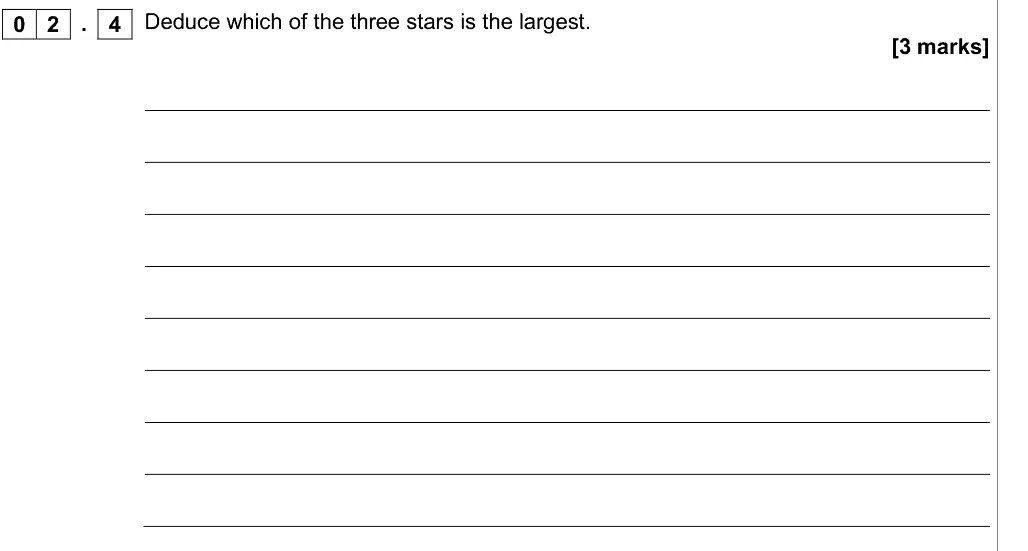 0 2 . 4 Deduce which of the three stars is the largest.
[3 marks]